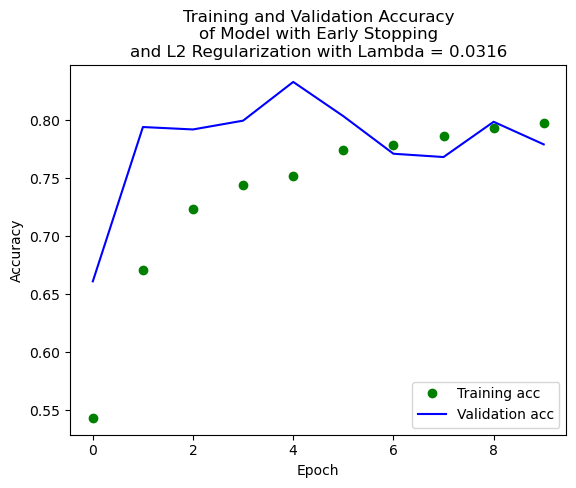 Training and Validation Accuracy
of Model with Early Stopping
and L2 Regularization with Lambda = 0.0316
Accuracy
0.80
0.75
0.70
0.65
0.60
0.55
0 2 4 6 8
Epoch
Training acc
Validation acc